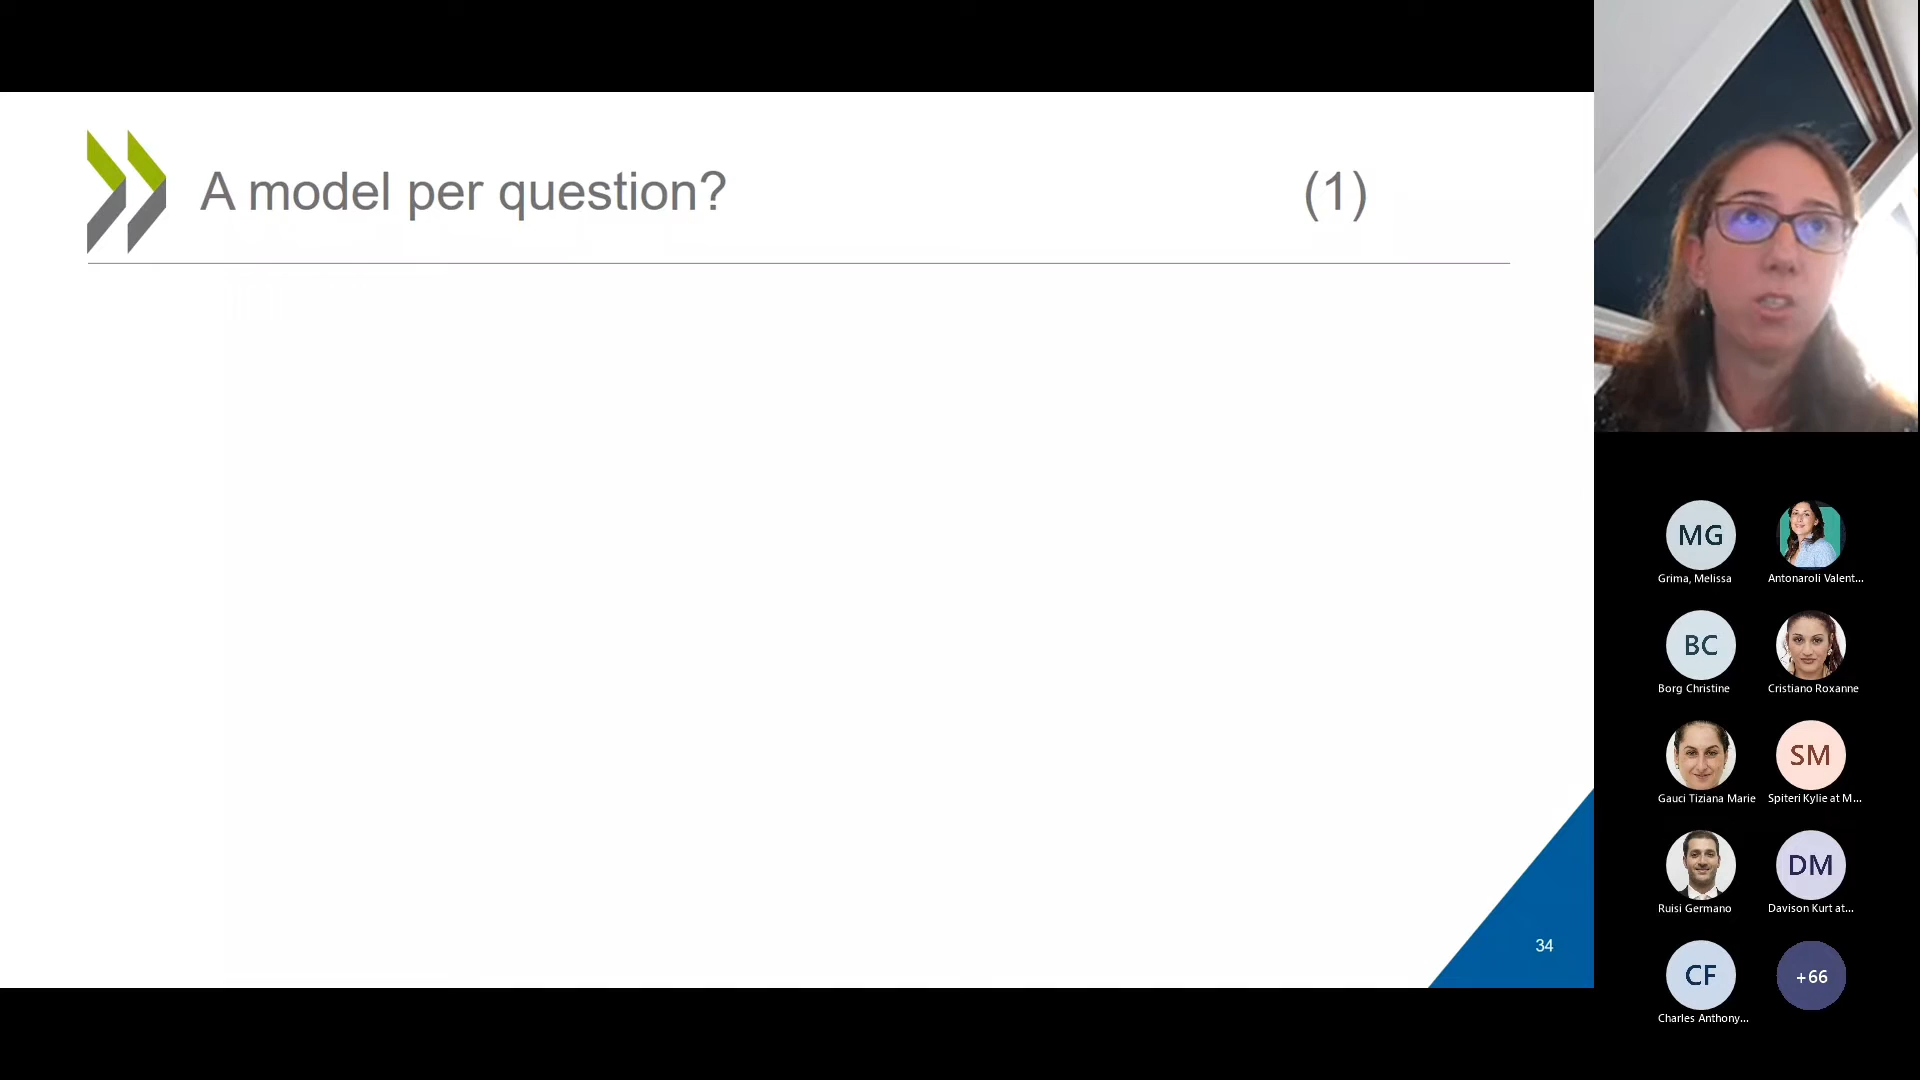 A model per question? (1)
34
MG
Grima, Melissa
Antonaroli Valent...
BC
Borg Christine
Cristiano Roxanne
Gauci Tiziana Marie
SM
Spiteri Kylie at M...
Ruisi Germano
DM
Davison Kurt at...
CF
Charles Anthony...
+66